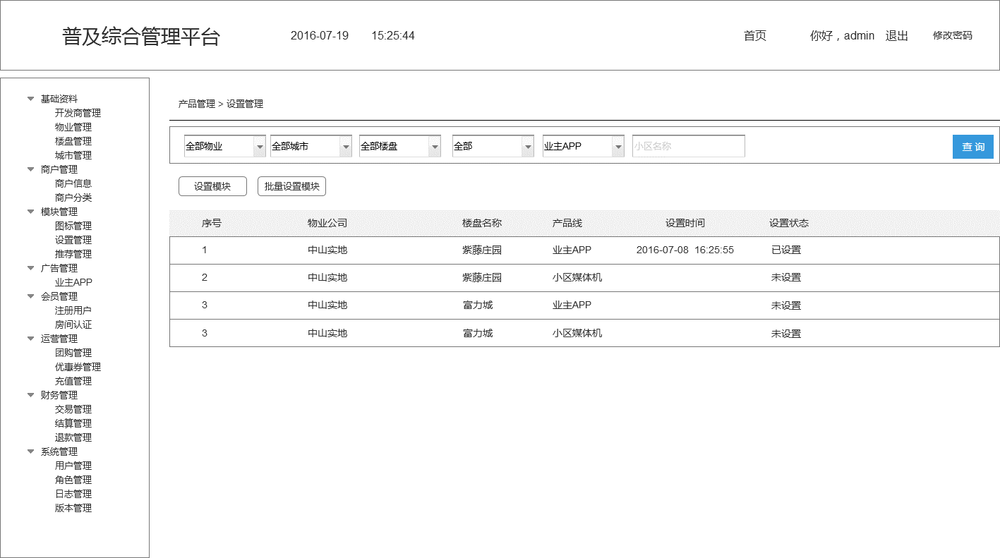 普及综合管理平台 2016-07-19 15:25:44 首页 你好，admin 退出 修改密码
基础资料
开发商管理
物业管理
楼盘管理
城市管理
商户管理
商户信息
商户分类
模块管理
图标管理
设置管理
推荐管理
广告管理
业主APP
会员管理
注册用户
房间认证
运营管理
团购管理
优惠券管理
充值管理
财务管理
交易管理
结算管理
退款管理
系统管理
用户管理
角色管理
日志管理
版本管理
产品管理 > 设置管理
全部物业 全部城市 全部楼盘 全部 业主APP 小区名称 查 询
设置模块 批量设置模块
序号 物业公司 楼盘名称 产品线 设置时间 设置状态
1 中山实地 紫藤庄园 业主APP 2016-07-08 16:25:55 已设置
2 中山实地 紫藤庄园 小区媒体机 未设置
3 中山实地 富力城 业主APP 未设置
3 中山实地 富力城 小区媒体机 未设置